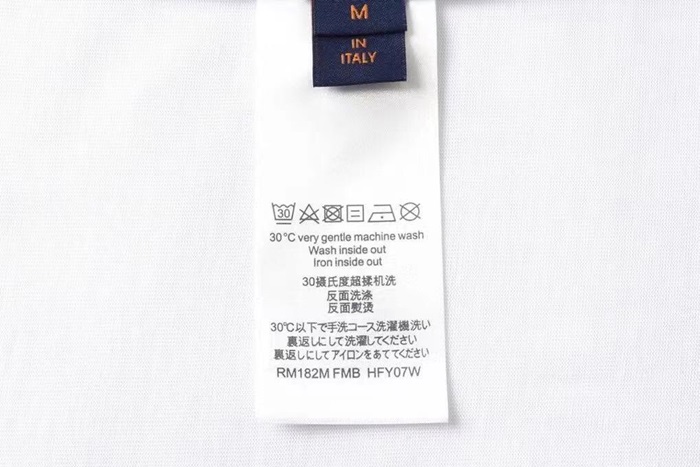 M
IN
ITALY
30
30°C very gentle machine wash
Wash inside out
Iron inside out
30摄氏度超揉机洗
反面洗涤
反面熨烫
30℃以下で手洗コース洗濯機洗い
裏返しにして洗濯してください
裏返しにしてアイロンをあててください
RM182M FMB HFY07W